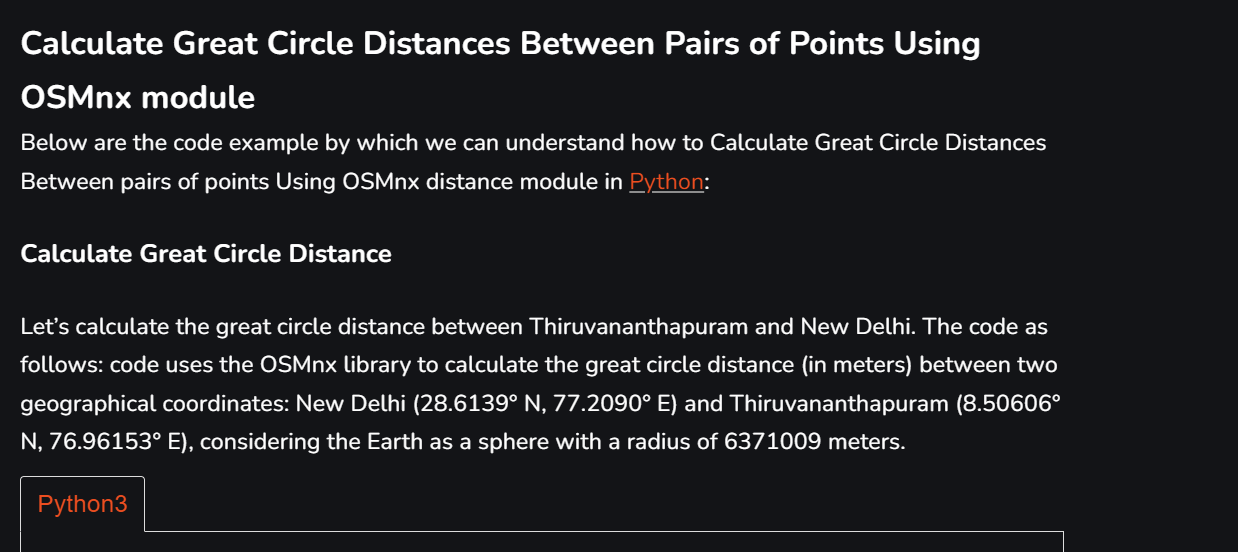 Calculate Great Circle Distances Between Pairs of Points Using
OSMnx module
Below are the code example by which we can understand how to Calculate Great Circle Distances
Between pairs of points Using OSMnx distance module in Python:
Calculate Great Circle Distance
Let’s calculate the great circle distance between Thiruvananthapuram and New Delhi. The code as
follows: code uses the OSMnx library to calculate the great circle distance (in meters) between two
geographical coordinates: New Delhi (28.6139° N, 77.2090° E) and Thiruvananthapuram (8.50606°
N, 76.96153° E), considering the Earth as a sphere with a radius of 6371009 meters.
Python3